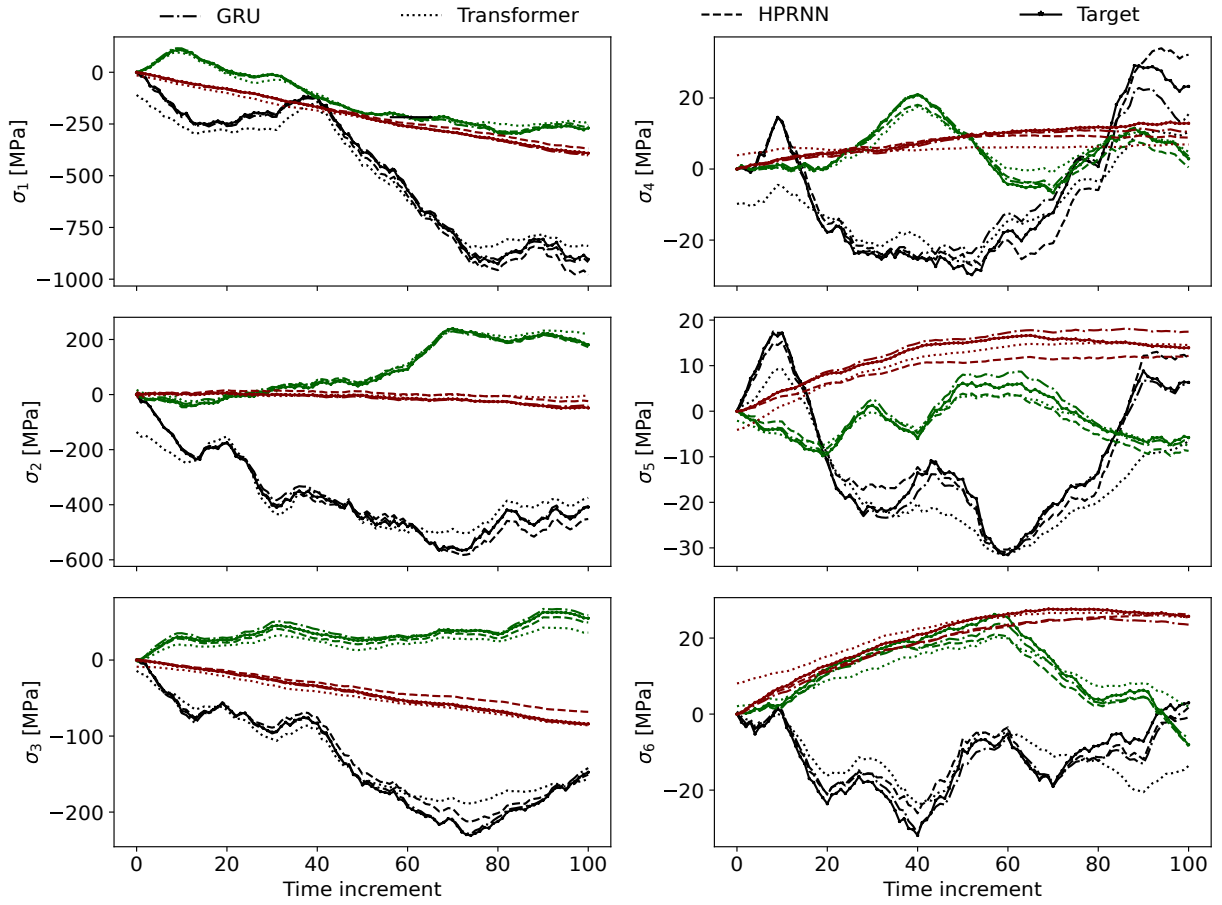 GRU Transformer HPRNN Target
0
−250
−500
−750
−1000
σ1 [MPa]
20
0
−20
σ4 [MPa]
200
0
−200
−400
−600
σ2 [MPa]
20
10
0
−10
−20
−30
σ5 [MPa]
0
−100
−200
σ3 [MPa]
0 20 40 60 80 100
Time increment
20
0
−20
σ6 [MPa]
0 20 40 60 80 100
Time increment